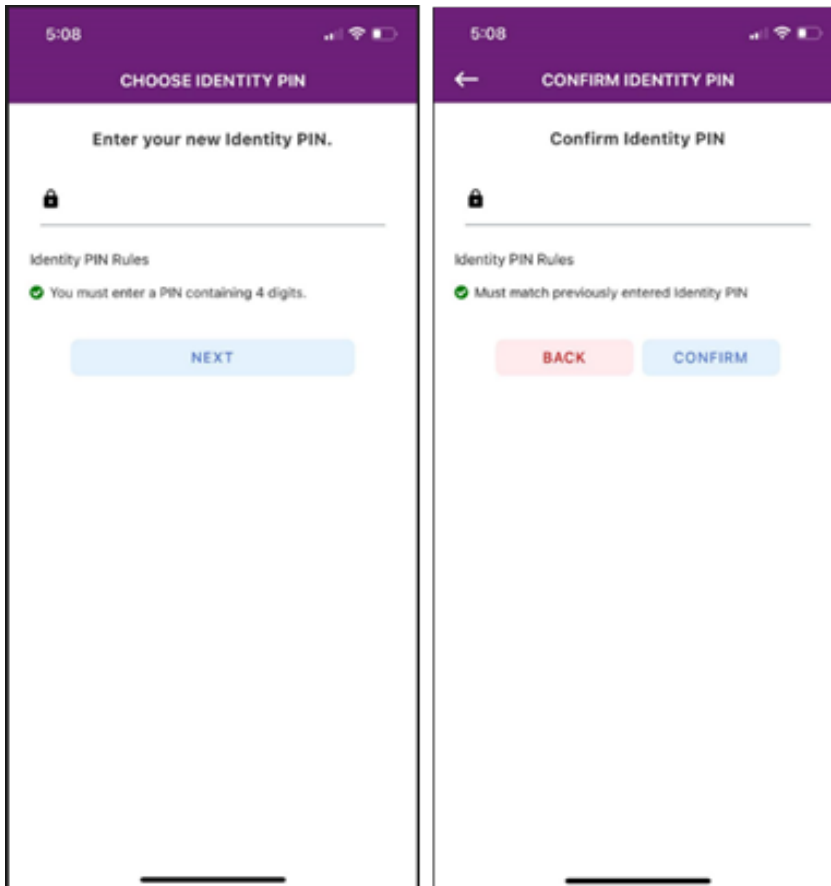 5:08
CHOOSE IDENTITY PIN
Enter your new Identity PIN.
Identity PIN Rules
You must enter a PIN containing 4 digits.
NEXT
5:08
CONFIRM IDENTITY PIN
Confirm Identity PIN
Identity PIN Rules
Must match previously entered Identity PIN
BACK CONFIRM